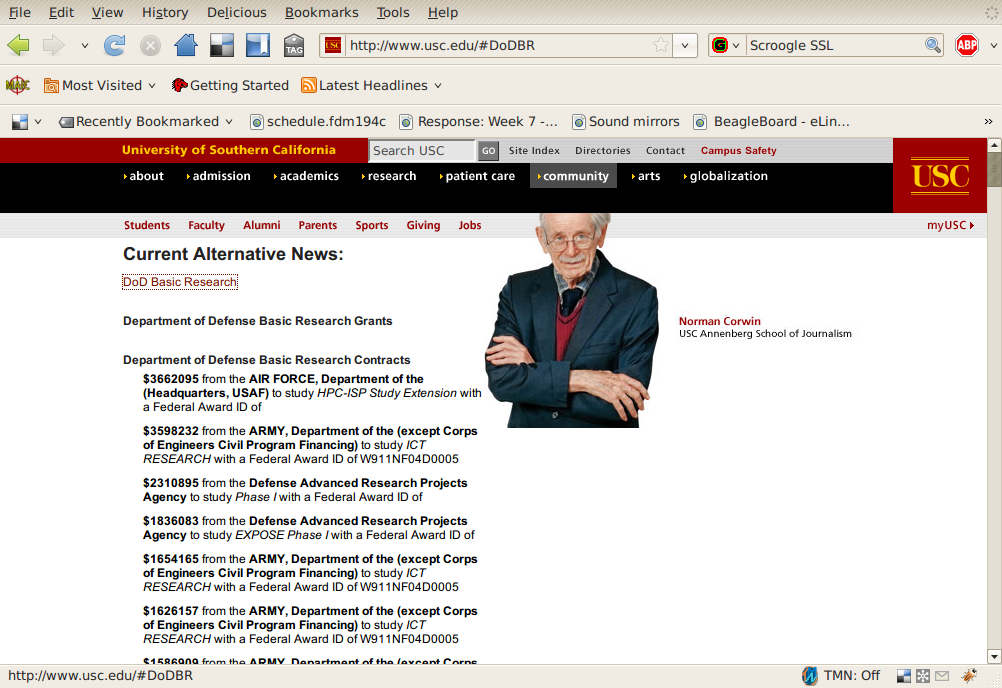 File Edit View History Delicious Bookmarks Tools Help
TAG USC http://www.usc.edu/#DoDBR G Scroogle SSL ABP
Most Visited Getting Started Latest Headlines
Recently Bookmarked schedule.fdm194c Response: Week 7 -... Sound mirrors BeagleBoard - eLin... »
University of Southern California Search USC GO Site Index Directories Contact Campus Safety
about admission academics research patient care community arts globalization
USC
Students Faculty Alumni Parents Sports Giving Jobs myUSC
Current Alternative News:
DoD Basic Research
Department of Defense Basic Research Grants
Norman Corwin
USC Annenberg School of Journalism
Department of Defense Basic Research Contracts
$3662095 from the AIR FORCE, Department of the
(Headquarters, USAF) to study HPC-ISP Study Extension with
a Federal Award ID of
$3598232 from the ARMY, Department of the (except Corps
of Engineers Civil Program Financing) to study ICT
RESEARCH with a Federal Award ID of W911NF04D0005
$2310895 from the Defense Advanced Research Projects
Agency to study Phase I with a Federal Award ID of
$1836083 from the Defense Advanced Research Projects
Agency to study EXPOSE Phase I with a Federal Award ID of
$1654165 from the ARMY, Department of the (except Corps
of Engineers Civil Program Financing) to study ICT
RESEARCH with a Federal Award ID of W911NF04D0005
$1626157 from the ARMY, Department of the (except Corps
of Engineers Civil Program Financing) to study ICT
RESEARCH with a Federal Award ID of W911NF04D0005
$1586909 from the ARMY, Department of the (except Corps
http://www.usc.edu/#DoDBR TMN: Off